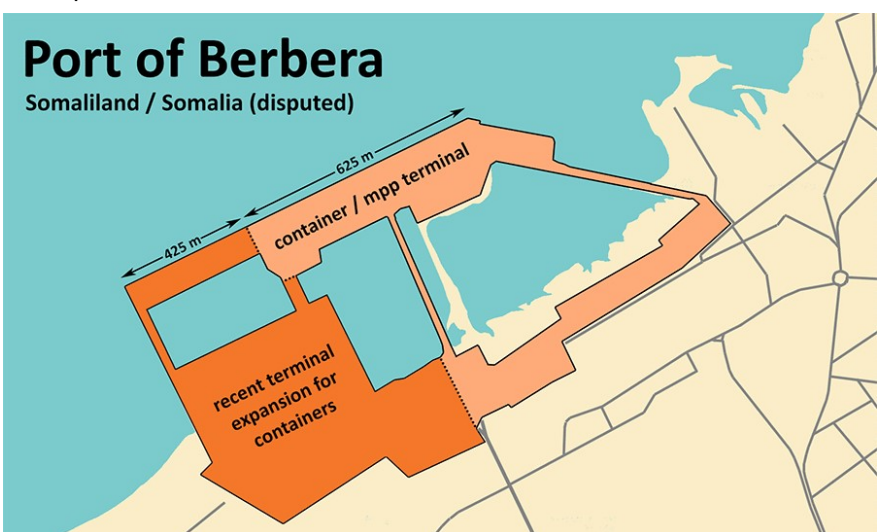 Port of Berbera
Somaliland / Somalia (disputed)
625 m
container / mpp terminal
425 m
recent terminal
expansion for
containers